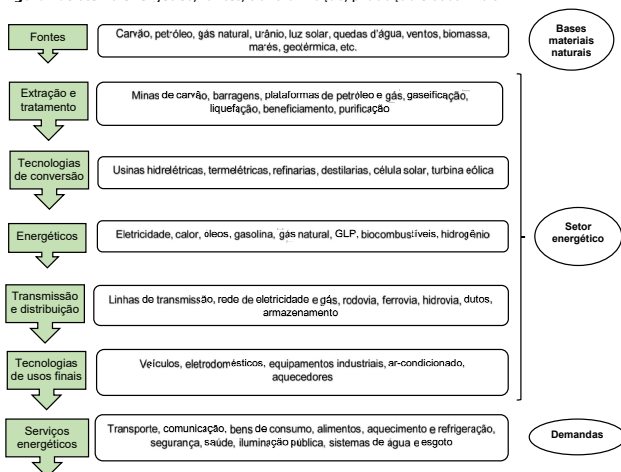 Fontes
Carvão, petróleo, gás natural, urânio, luz solar, quedas d'água, ventos, biomassa,
marés, geotérmica, etc.
Bases
materiais
naturais
Extração e
tratamento
Minas de carvão, barragens, plataformas de petróleo e gás, gaseificação,
liquefação, beneficiamento, purificação
Tecnologias
de conversão
Usinas hidrelétricas, termelétricas, refinarias, destilarias, célula solar, turbina eólica
Energéticos
Eletricidade, calor, óleos, gasolina, gás natural, GLP, biocombustíveis, hidrogênio
Setor
energético
Transmissão
e distribuição
Linhas de transmissão, rede de eletricidade e gás, rodovia, ferrovia, hidrovia, dutos,
armazenamento
Tecnologias
de usos finais
Veículos, eletrodomésticos, equipamentos industriais, ar-condicionado,
aquecedores
Serviços
energéticos
Transporte, comunicação, bens de consumo, alimentos, aquecimento e refrigeração,
segurança, saúde, iluminação pública, sistemas de água e esgoto
Demandas